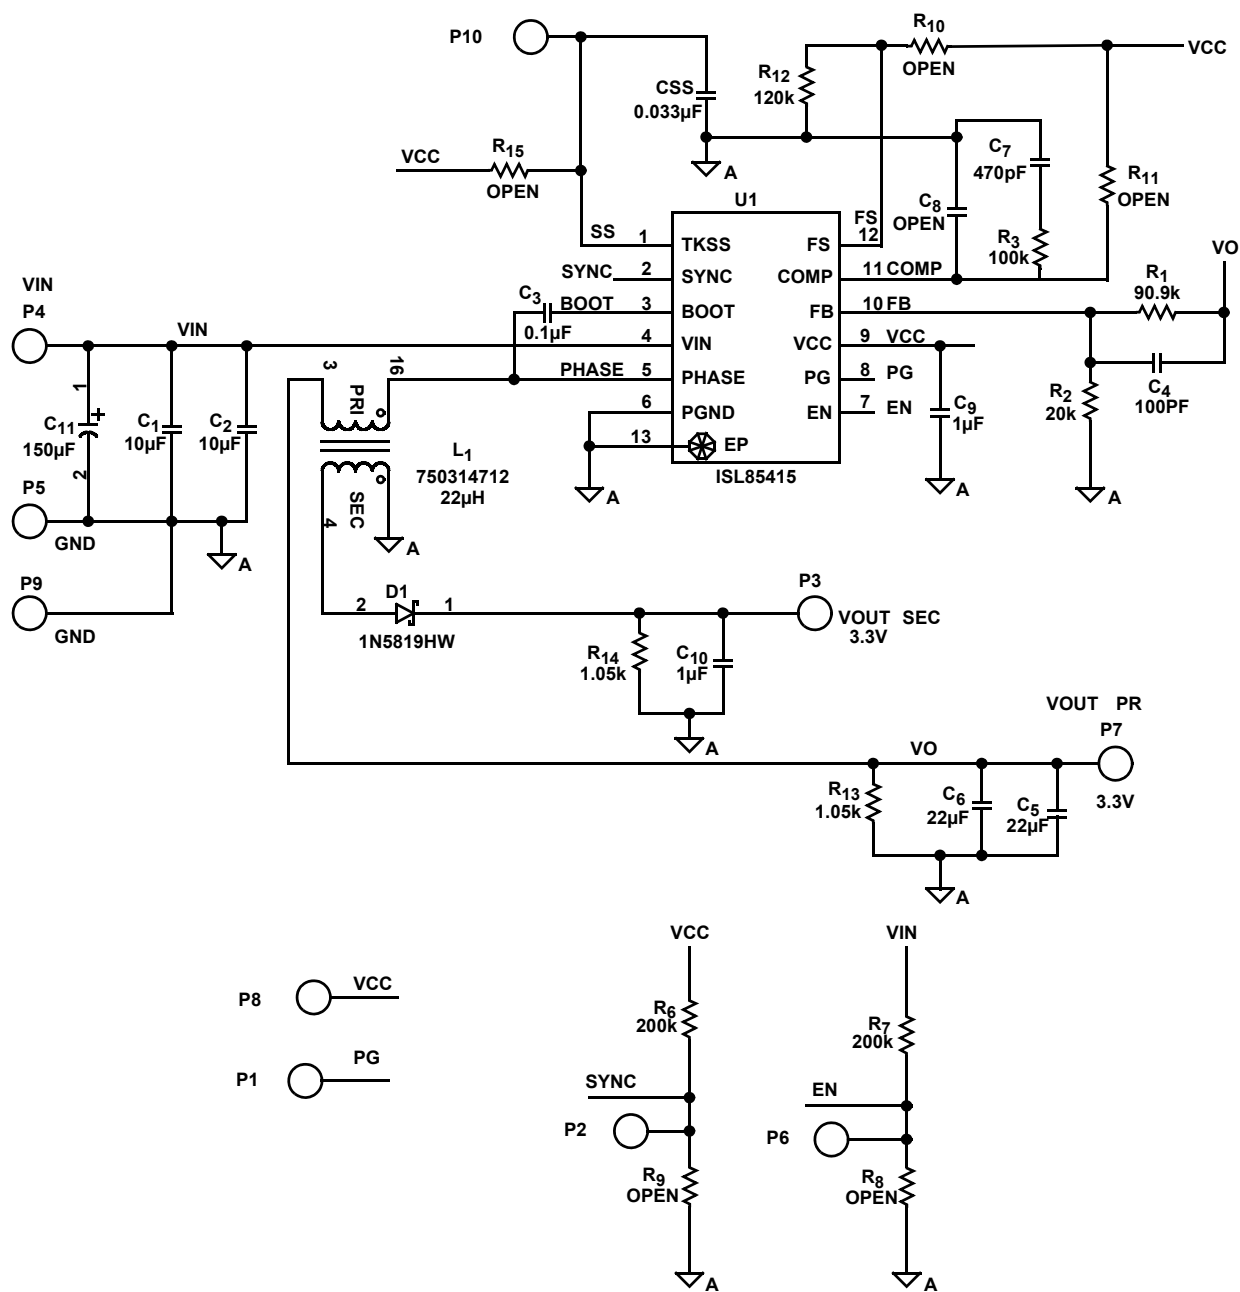 P10
R10
OPEN
VCC
R12
120k
CSS
0.033µF
A
VCC
R15
OPEN
C7
470pF
R11
OPEN
C8
OPEN
R3
100k
U1
SS
1
TKSS
FS
FS
12
SYNC
2
SYNC
COMP
11
COMP
C3
0.1µF
BOOT
3
BOOT
FB
10
FB
R1
90.9k
VO
VIN
P4
VIN
4
VIN
VCC
9
VCC
PHASE
5
PHASE
PG
8
PG
6
PGND
EN
7
EN
13
EP
ISL85415
A
C9
1µF
A
R2
20k
C4
100PF
A
1
C11
150µF
+
2
C1
10µF
C2
10µF
3
16
PRI
L1
750314712
22µH
SEC
4
A
P5
GND
A
P9
GND
2
D1
1
1N5819HW
P3
VOUT SEC
3.3V
R14
1.05k
C10
1µF
A
VOUT PR
P7
3.3V
VO
R13
1.05k
C6
22µF
C5
22µF
A
P8
VCC
P1
PG
VCC
R6
200k
SYNC
P2
R9
OPEN
A
VIN
R7
200k
EN
P6
R8
OPEN
A